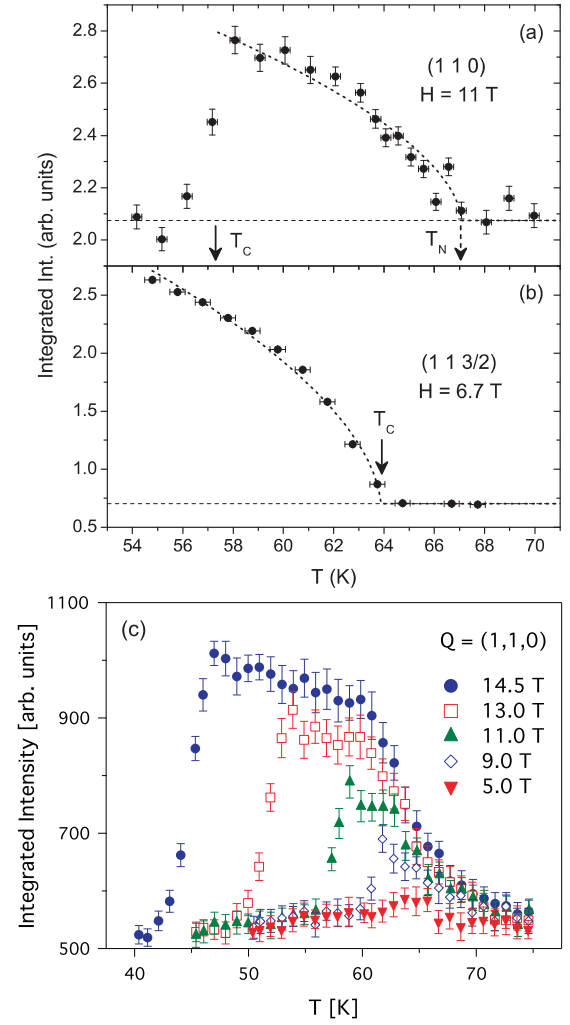 (a)
2.8
(1 1 0)
H = 11 T
2.6
2.4
2.2
2.0
T_C
T_N
Integrated Int. (arb. units)
(b)
2.5
(1 1 3/2)
H = 6.7 T
2.0
1.5
T_C
1.0
0.5
54 56 58 60 62 64 66 68 70
T (K)
1100
(c)
Q = (1,1,0)
14.5 T
13.0 T
11.0 T
9.0 T
5.0 T
900
700
500
Integrated Intensity [arb. units]
40 50 60 70
T [K]